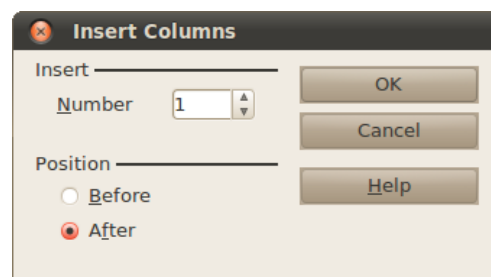 Insert Columns
Insert
Number 1
OK
Cancel
Position
Help
Before
After